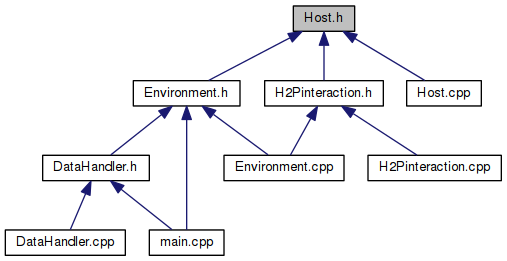 Host.h
Environment.h
H2Pinteraction.h
Host.cpp
DataHandler.h
Environment.cpp
H2Pinteraction.cpp
DataHandler.cpp
main.cpp